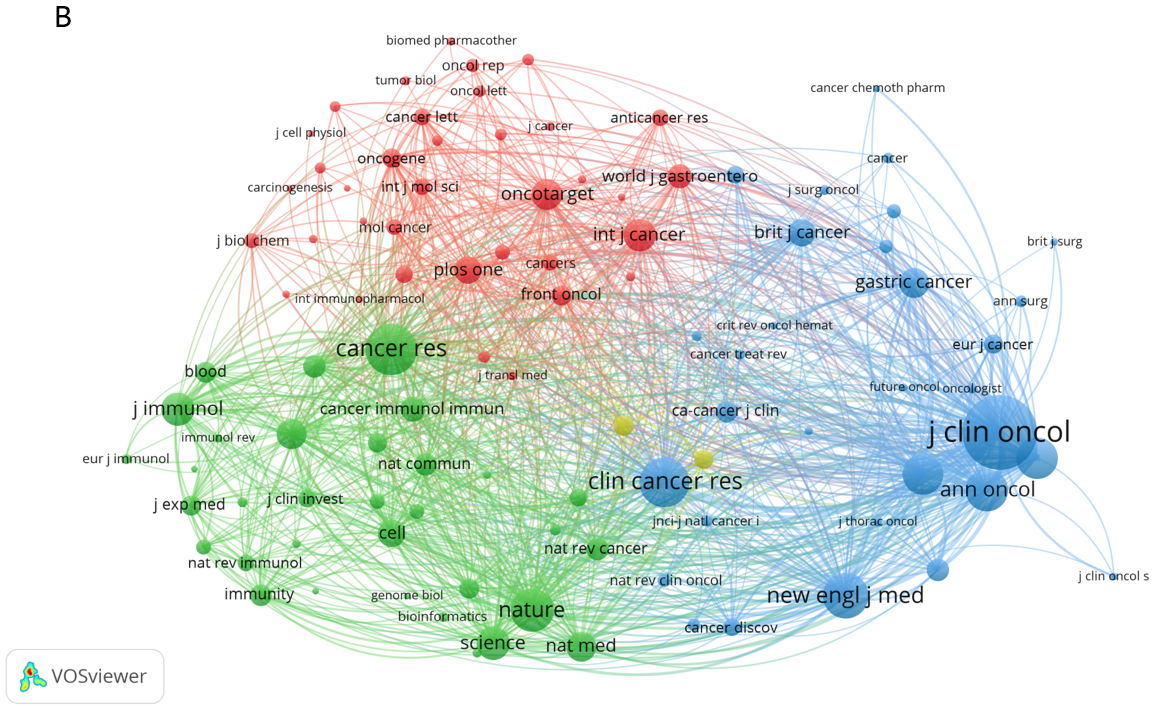 B
biomed pharmacother
oncol rep
tumor biol
oncol lett
cancer chemoth pharm
cancer lett
j cancer
anticancer res
j cell physiol
oncogene
cancer
carcinogenesis
int j mol sci
oncotarget
world j gastroentero
j surg oncol
mol cancer
int j cancer
brit j cancer
j biol chem
brit j surg
plos one
cancers
gastric cancer
int immunopharmacol
front oncol
ann surg
crit rev oncol hemat
cancer res
cancer treat rev
eur j cancer
blood
j transl med
future oncol
oncologist
j immunol
cancer immunol immun
ca-cancer j clin
immunol rev
j clin oncol
eur j immunol
nat commun
clin cancer res
ann oncol
j exp med
j clin invest
jnci-j natl cancer i
j thorac oncol
cell
nat rev immunol
nat rev cancer
nat rev clin oncol
j clin oncol s
immunity
genome biol
new engl j med
bioinformatics
nature
science
nat med
cancer discov
VOSviewer